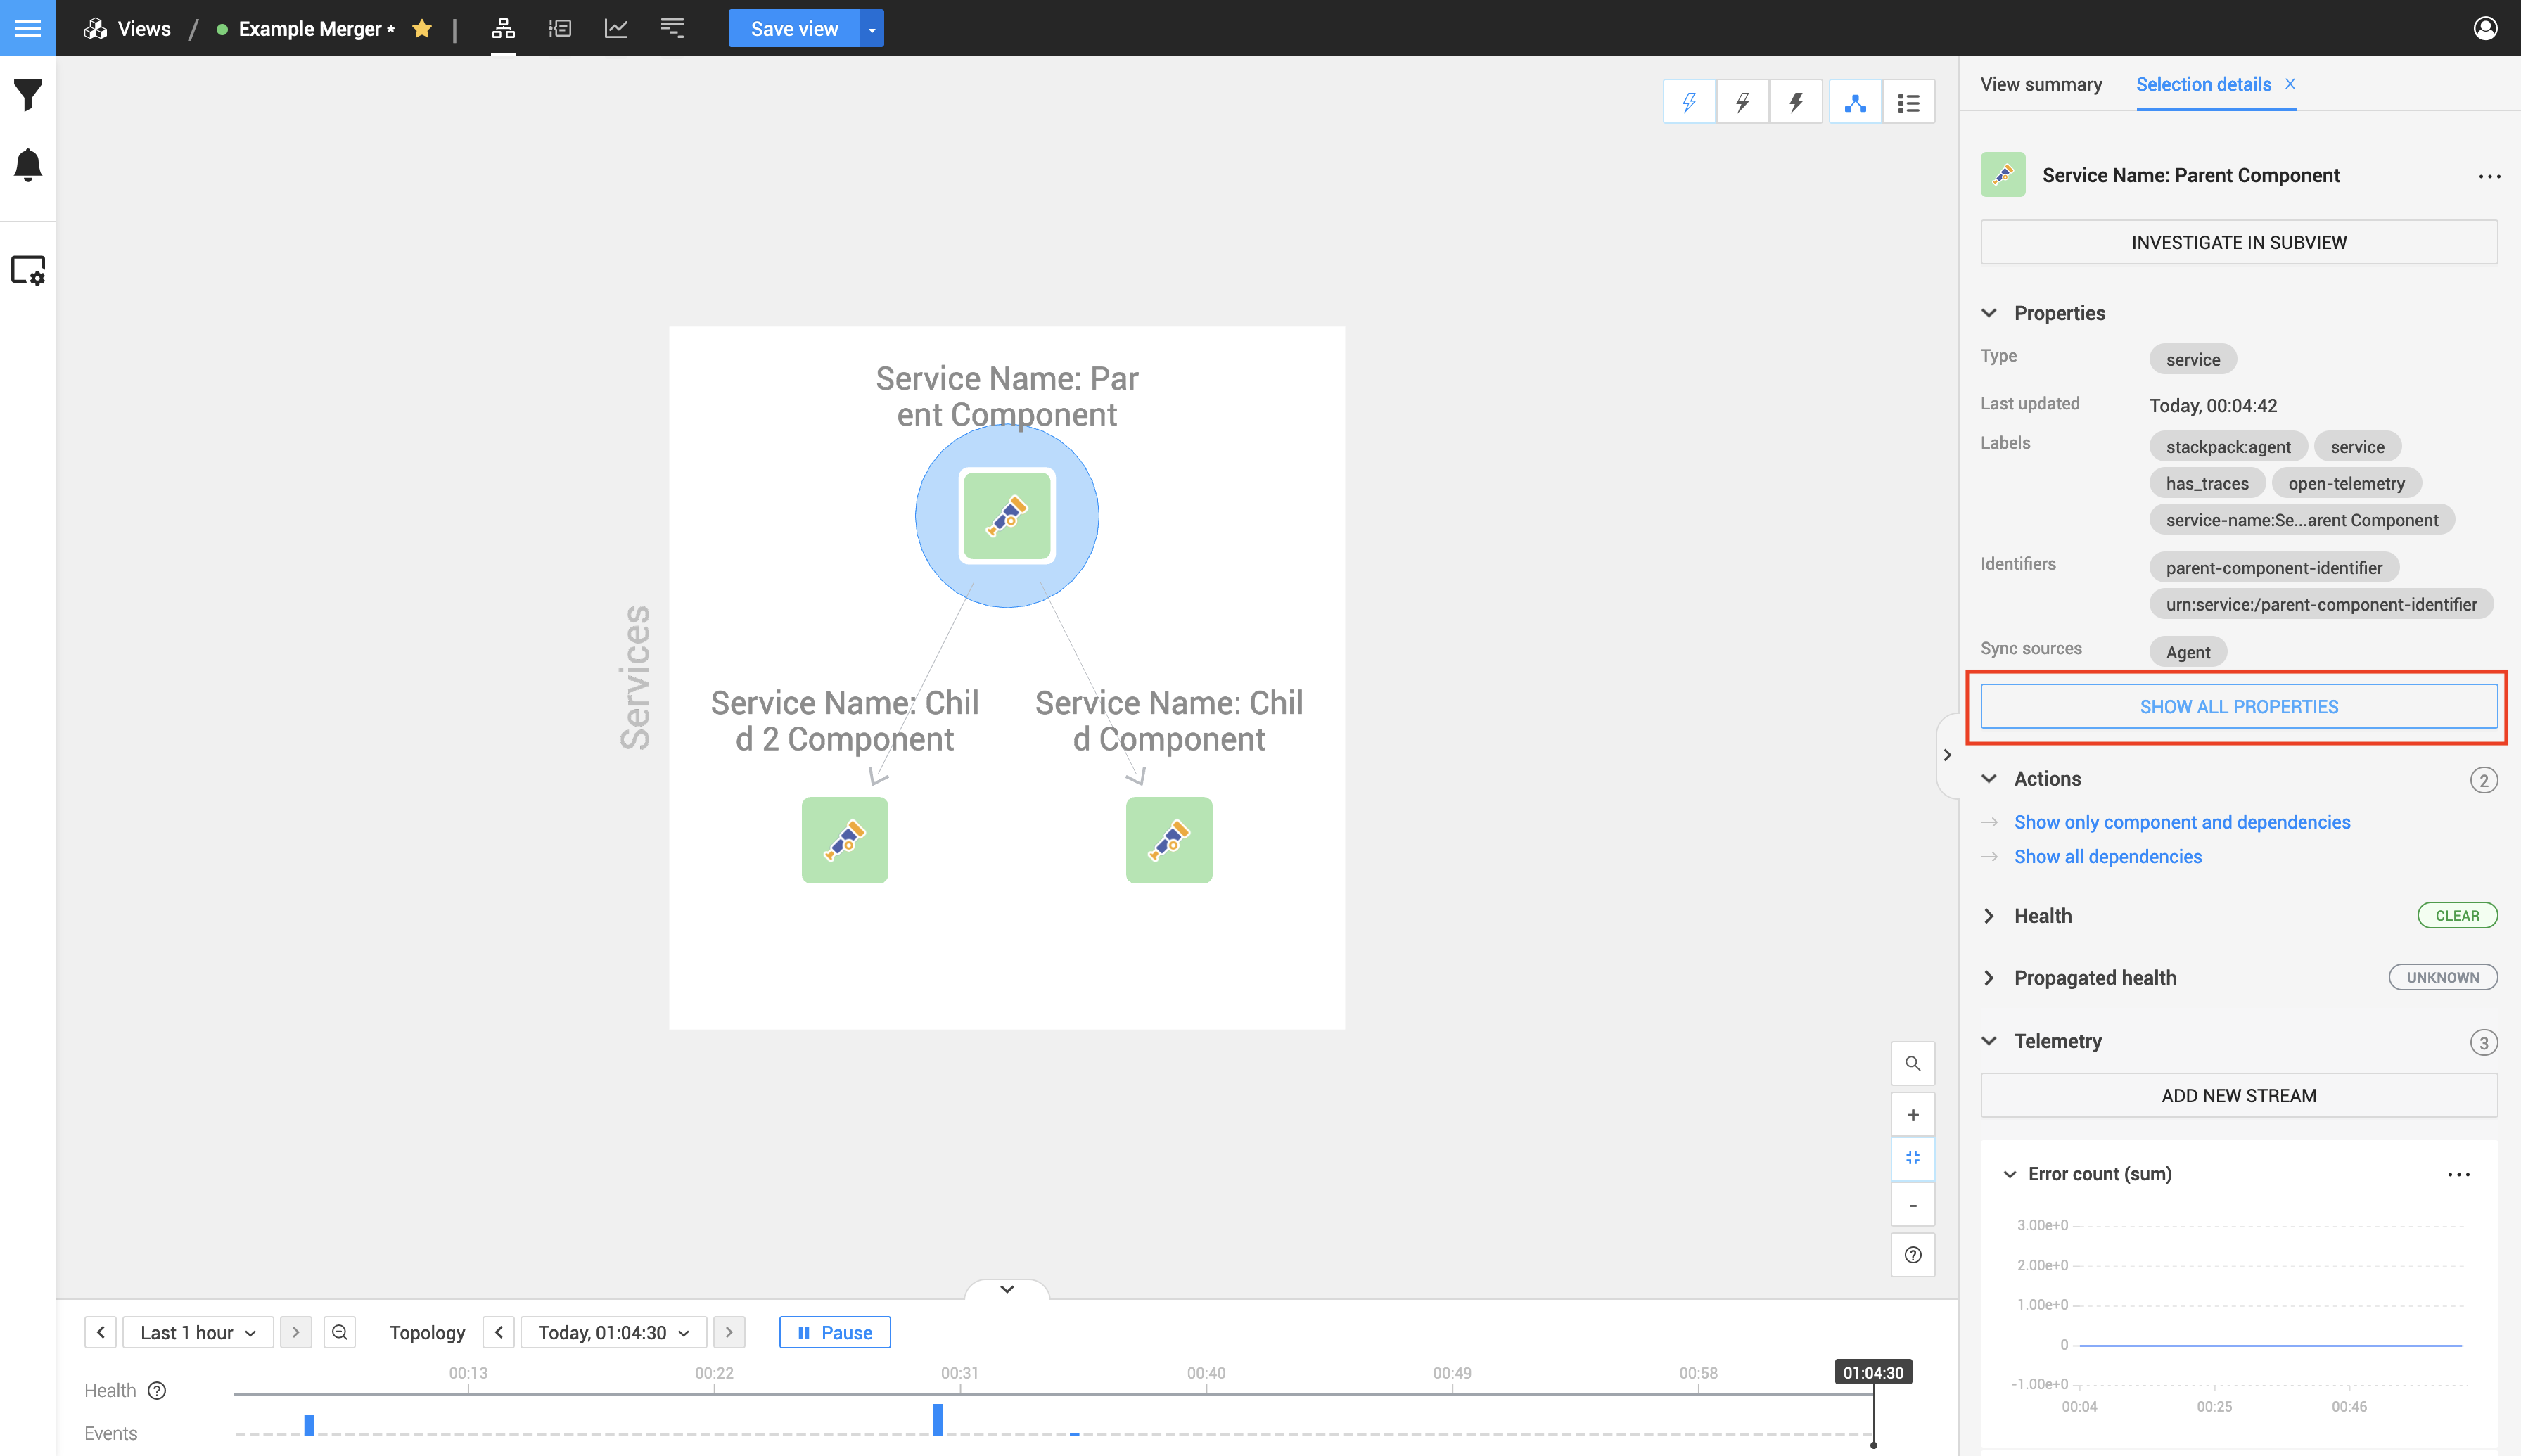 Views / Example Merger *
Save view
View summary
Selection details
Service Name: Parent Component
INVESTIGATE IN SUBVIEW
Properties
Type
service
Last updated
Today, 00:04:42
Labels
stackpack:agent service
has_traces open-telemetry
service-name:Se...arent Component
Identifiers
parent-component-identifier
urn:service:/parent-component-identifier
Sync sources
Agent
SHOW ALL PROPERTIES
Actions
2
Show only component and dependencies
Show all dependencies
Health
CLEAR
Propagated health
UNKNOWN
Telemetry
3
ADD NEW STREAM
Error count (sum)
3.00e+0
2.00e+0
1.00e+0
0
-1.00e+0
00:04 00:25 00:46
Services
Service Name: Par
ent Component
Service Name: Chil
d 2 Component
Service Name: Chil
d Component
Last 1 hour
Topology
Today, 01:04:30
Pause
00:13 00:22 00:31 00:40 00:49 00:58 01:04:30
Health
Events